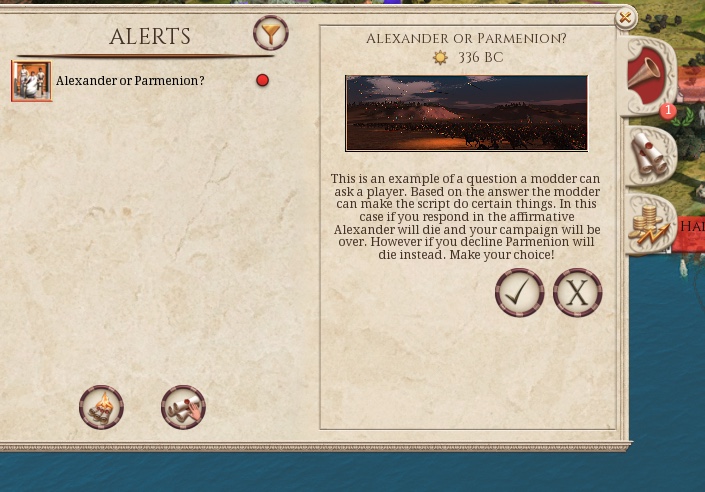 ALERTS
Alexander or Parmenion?
Alexander or Parmenion?
336 BC
This is an example of a question a modder can
ask a player. Based on the answer the modder
can make the script do certain things. In this
case if you respond in the affirmative
Alexander will die and your campaign will be
over. However if you decline Parmenion will
die instead. Make your choice!
X
1